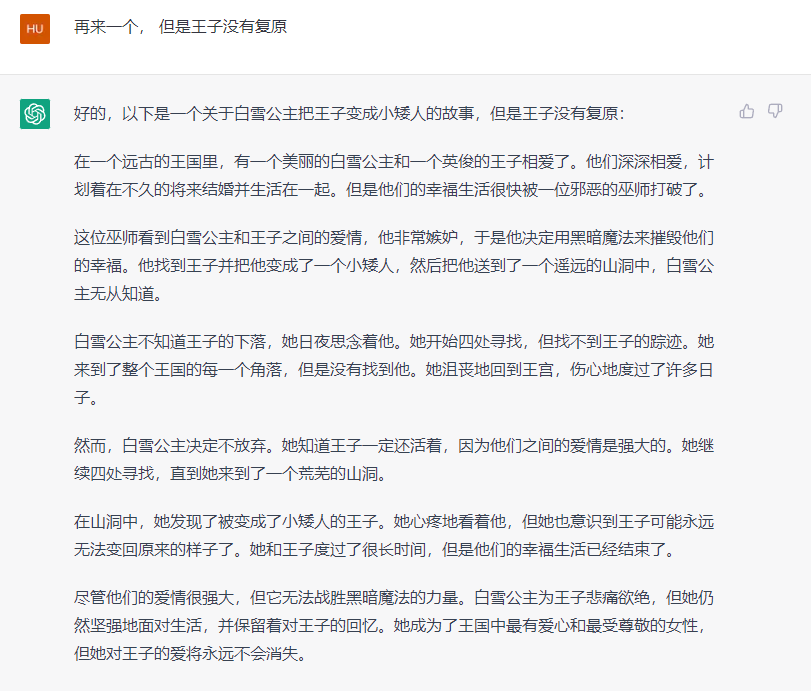 HU
再来一个， 但是王子没有复原
好的，以下是一个关于白雪公主把王子变成小矮人的故事，但是王子没有复原：
在一个远古的王国里，有一个美丽的白雪公主和一个英俊的王子相爱了。他们深深相爱，计
划着在不久的将来结婚并生活在一起。但是他们的幸福生活很快被一位邪恶的巫师打破了。
这位巫师看到白雪公主和王子之间的爱情，他非常嫉妒，于是他决定用黑暗魔法来摧毁他们
的幸福。他找到王子并把他变成了一个小矮人，然后把他送到了一个遥远的山洞中，白雪公
主无从知道。
白雪公主不知道王子的下落，她日夜思念着他。她开始四处寻找，但找不到王子的踪迹。她
来到了整个王国的每一个角落，但是没有找到他。她沮丧地回到王宫，伤心地度过了许多日
子。
然而，白雪公主决定不放弃。她知道王子一定还活着，因为他们之间的爱情是强大的。她继
续四处寻找，直到她来到了一个荒芜的山洞。
在山洞中，她发现了被变成了小矮人的王子。她心疼地看着他，但她也意识到王子可能永远
无法变回原来的样子了。她和王子度过了很长时间，但是他们的幸福生活已经结束了。
尽管他们的爱情很强大，但它无法战胜黑暗魔法的力量。白雪公主为王子悲痛欲绝，但她仍
然坚强地面对生活，并保留着对王子的回忆。她成为了王国中最有爱心和最受尊敬的女性，
但她对王子的爱将永远不会消失。